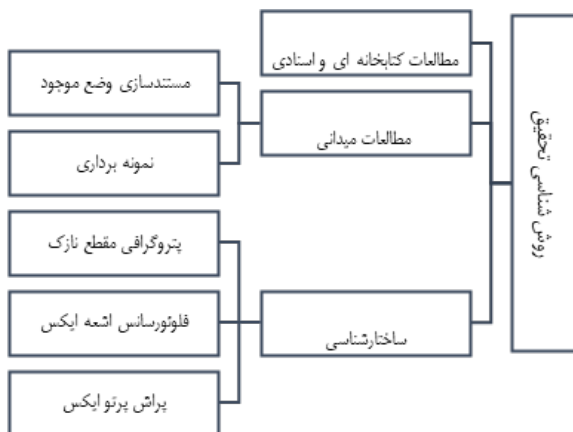 روش شناسی تحقیق
مطالعات کتابخانه ای و اسنادی
مطالعات میدانی
مستندسازی وضع موجود
نمونه برداری
ساختارشناسی
پتروگرافی مقطع نازک
فلوئورسانس اشعه ایکس
پراش پرتو ایکس